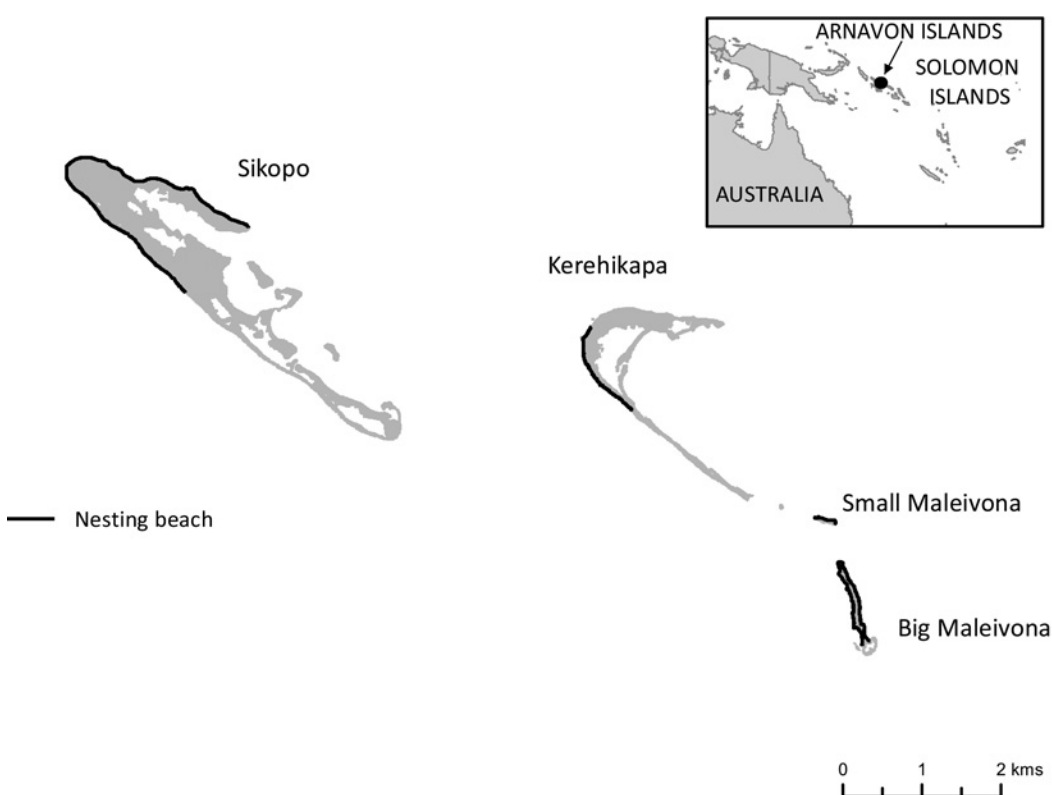 ARNAVON ISLANDS
SOLOMON
ISLANDS
AUSTRALIA
Sikopo
Kerehikapa
Small Maleivona
Nesting beach
Big Maleivona
0 1 2 kms